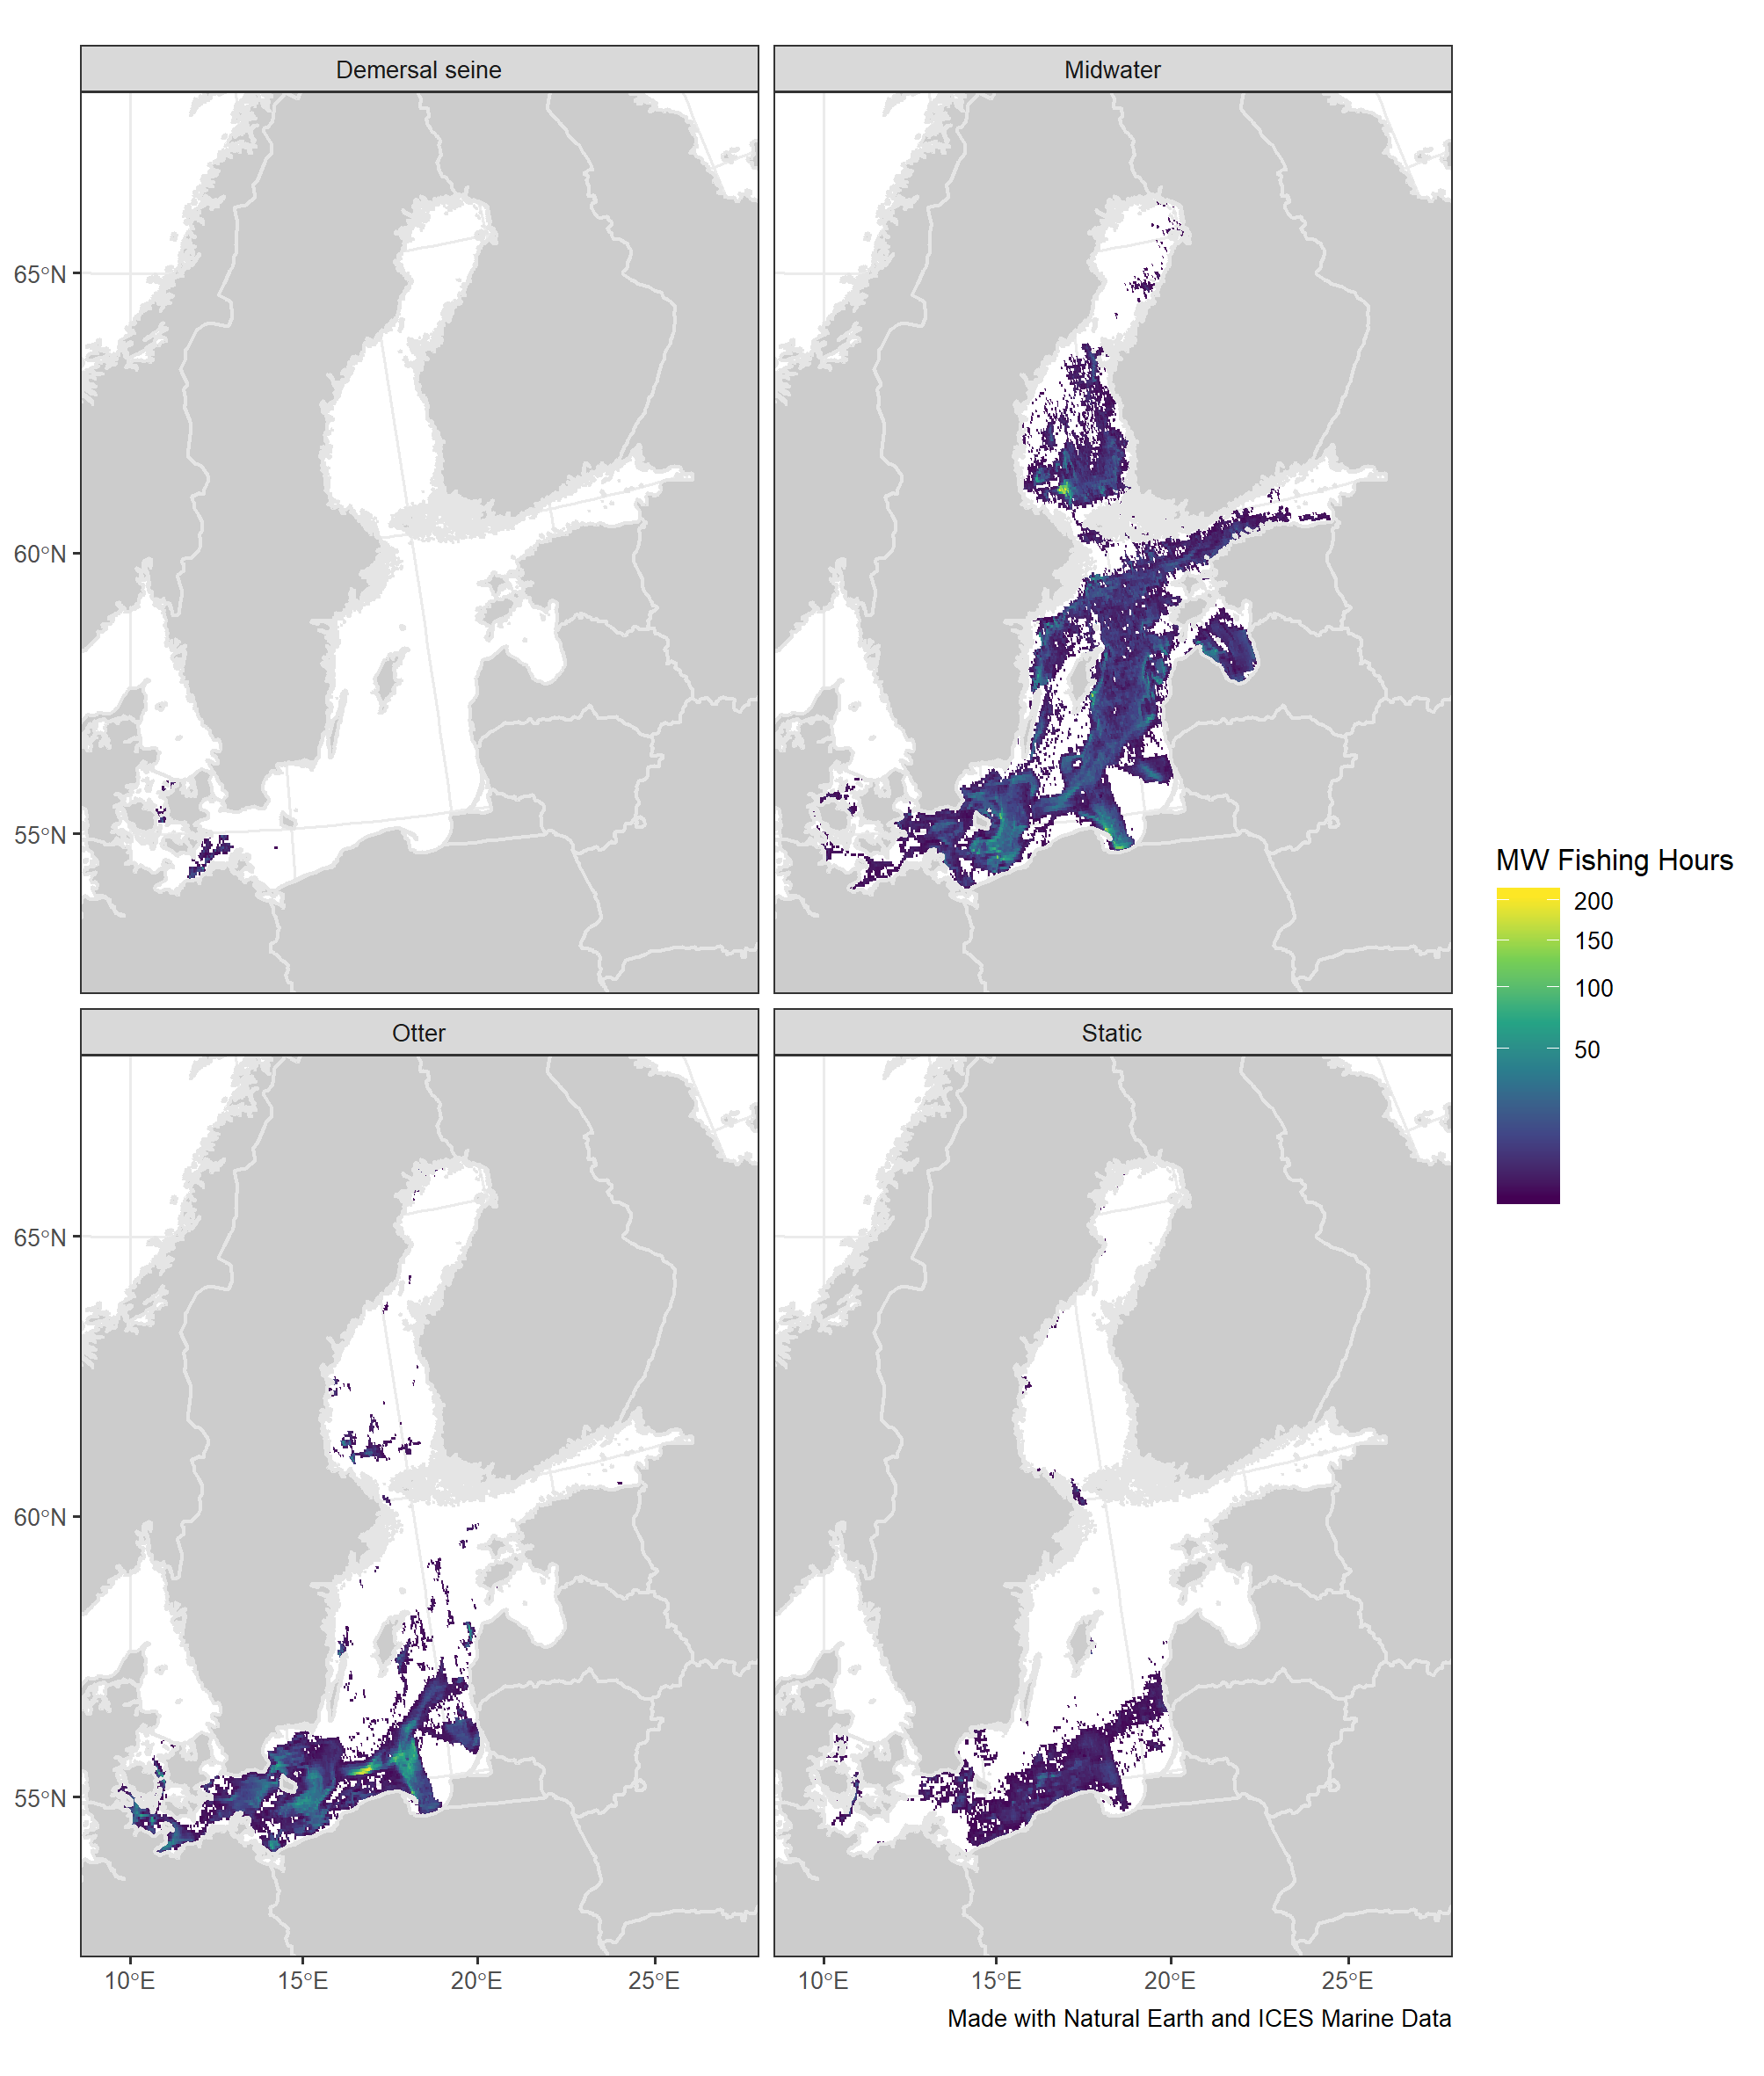 Demersal seine
Midwater
65°N
60°N
55°N
MW Fishing Hours
200
150
100
50
Otter
Static
65°N
60°N
55°N
10°E 15°E 20°E 25°E
10°E 15°E 20°E 25°E
Made with Natural Earth and ICES Marine Data